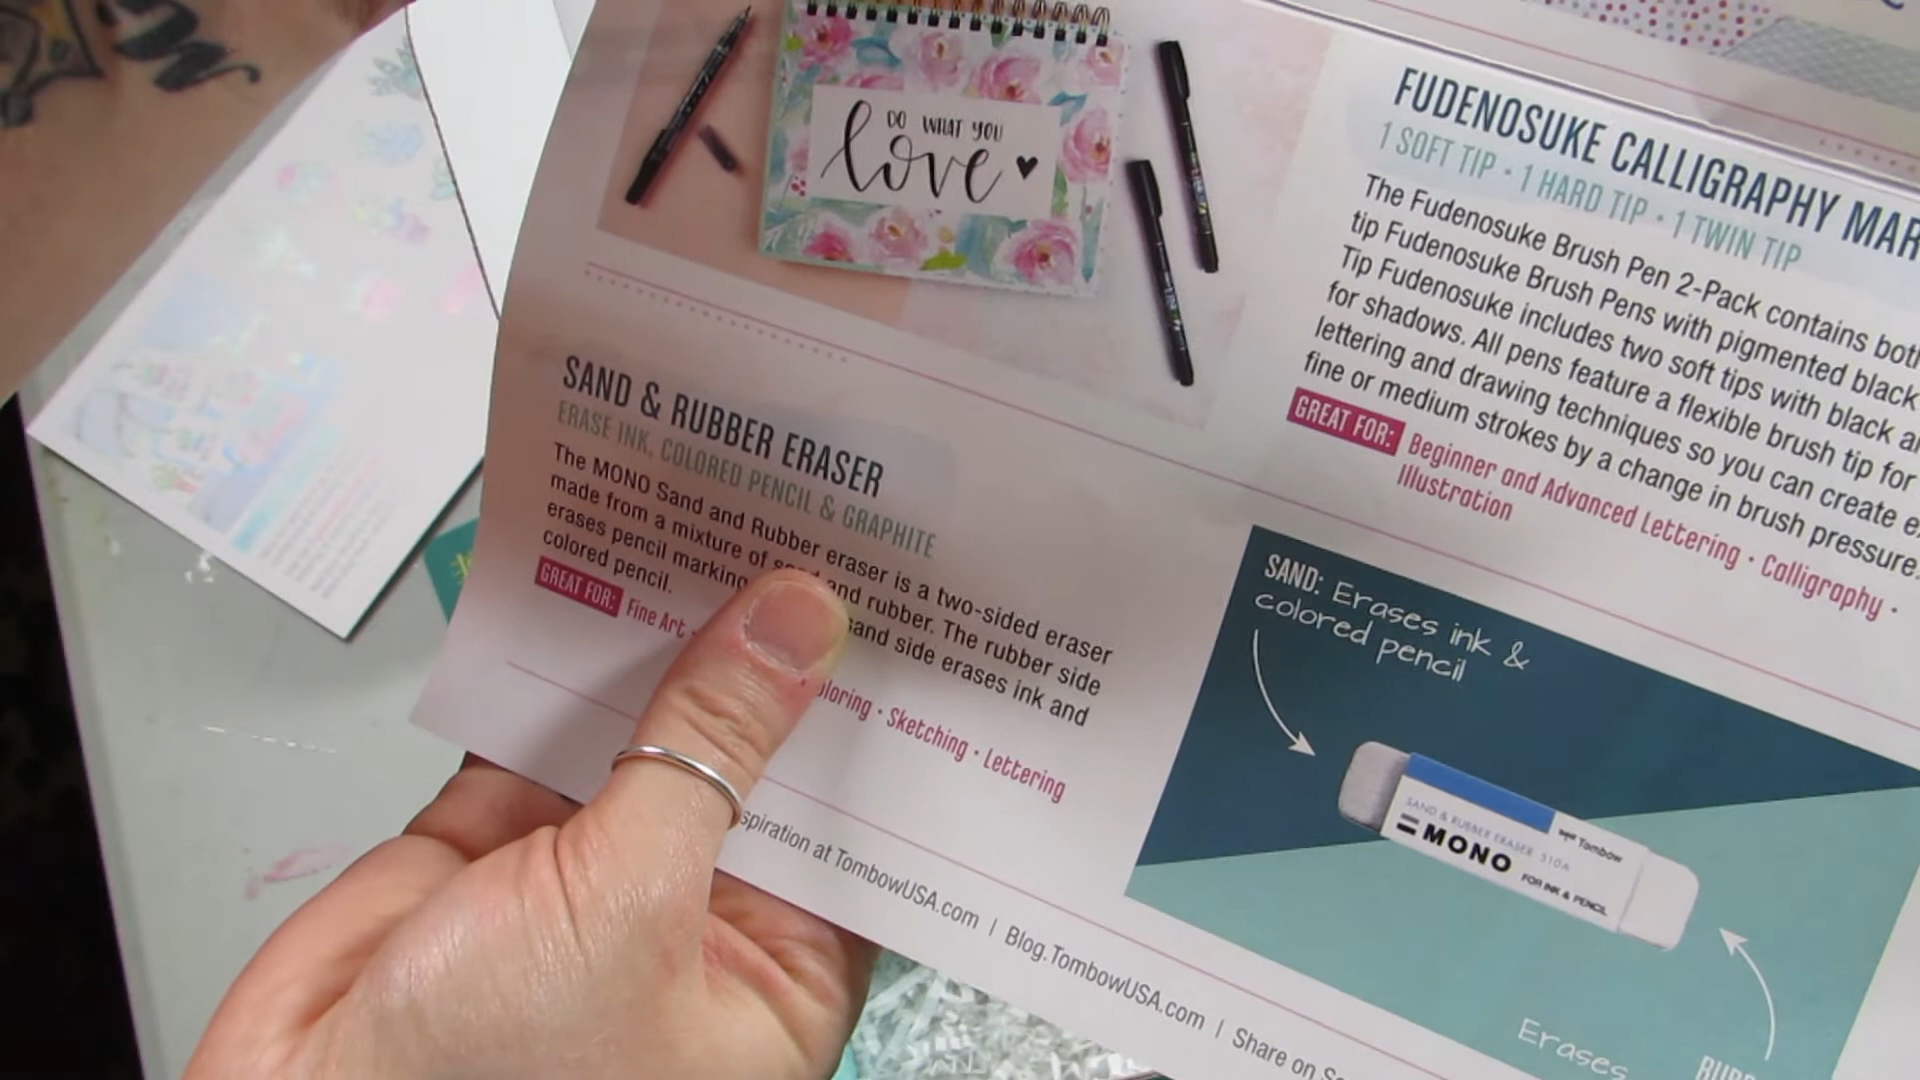 DO WHAT YOU
love
FUDENOSUKE CALLIGRAPHY
1 SOFT TIP • 1 HARD TIP • 1 TWIN TIP
The Fudenosuke Brush Pen 2-Pack contains both
tip Fudenosuke Brush Pens with pigmented black
Tip Fudenosuke includes two soft tips with black
for shadows. All pens feature a flexible brush tip for
lettering and drawing techniques so you can create
fine or medium strokes by a change in brush pressure.
GREAT FOR: Beginner and Advanced Lettering • Calligraphy •
Illustration
SAND & RUBBER ERASER
ERASE INK, COLORED PENCIL & GRAPHITE
The MONO Sand and Rubber eraser is a two-sided eraser
made from a mixture of sand and rubber. The rubber side
erases pencil marking sand side erases ink and
colored pencil.
GREAT FOR: Fine Art • Coloring • Sketching • Lettering
SAND: Erases ink &
colored pencil
SAND & RUBBER ERASER 510A
Tombow
MONO
FOR INK & PENCIL
Erases
spiration at TombowUSA.com | Blog.TombowUSA.com | Share on